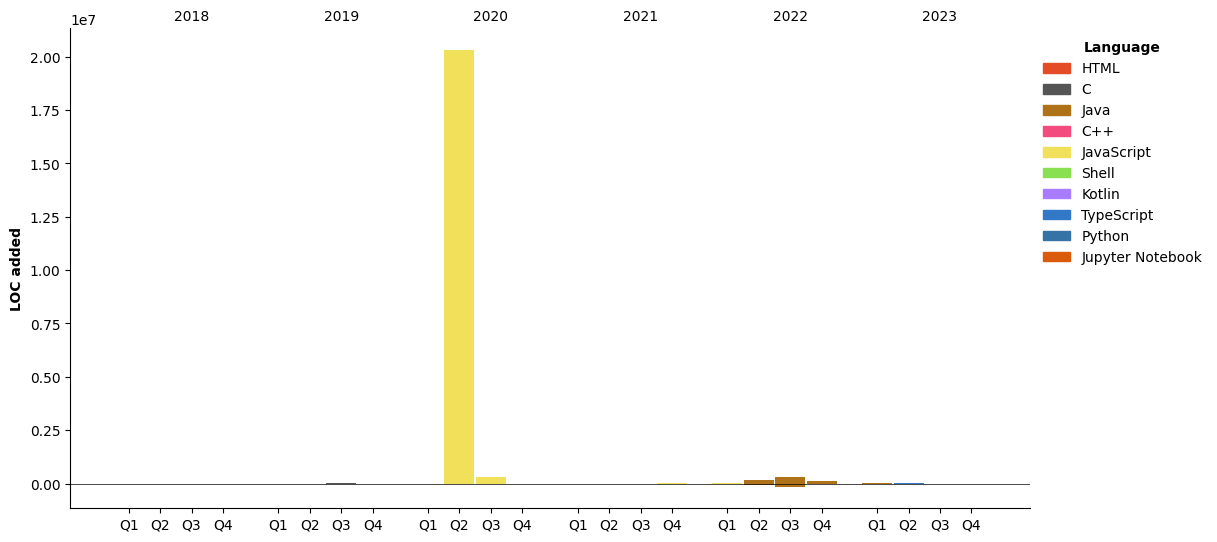 2018 2019 2020 2021 2022 2023
1e7
Language
HTML
C
Java
C++
JavaScript
Shell
Kotlin
TypeScript
Python
Jupyter Notebook
LOC added
2.00
1.75
1.50
1.25
1.00
0.75
0.50
0.25
0.00
Q1 Q2 Q3 Q4 Q1 Q2 Q3 Q4 Q1 Q2 Q3 Q4 Q1 Q2 Q3 Q4 Q1 Q2 Q3 Q4 Q1 Q2 Q3 Q4